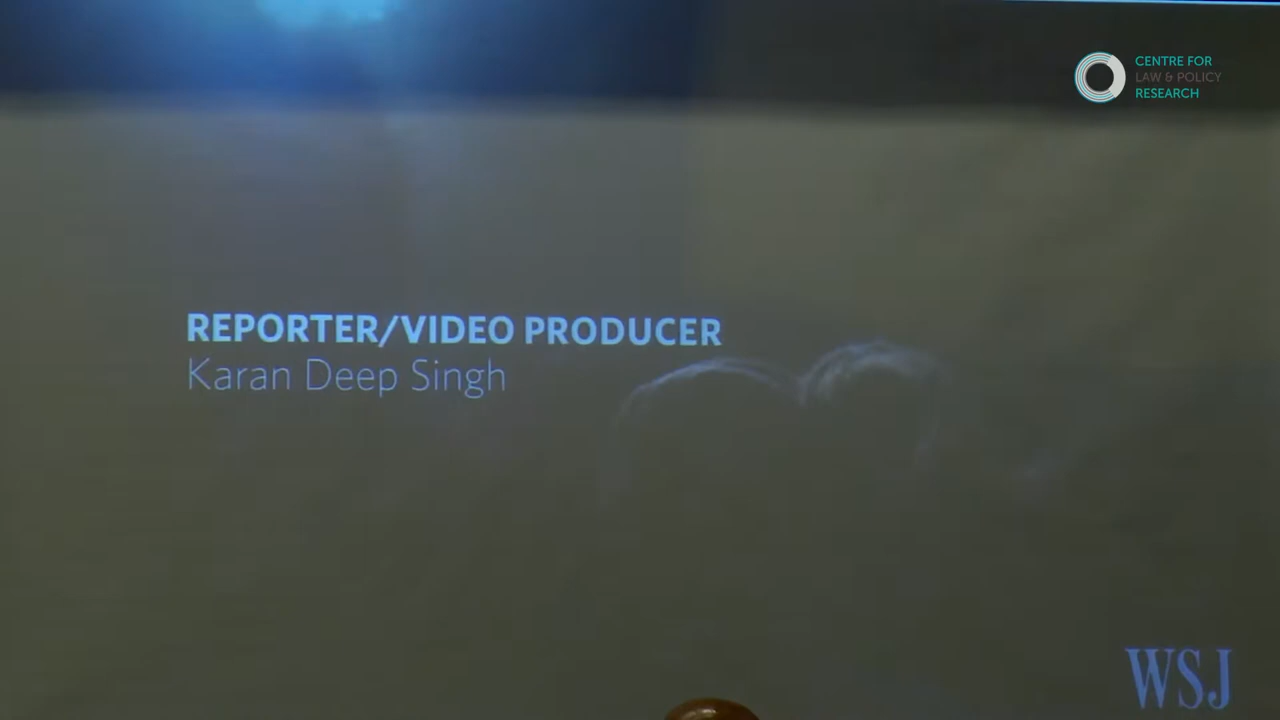 CENTRE FOR
LAW & POLICY
RESEARCH
REPORTER/VIDEO PRODUCER
Karan Deep Singh
WSJ